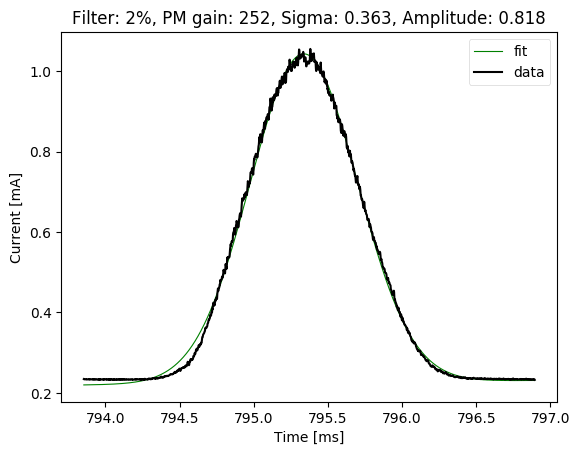 Filter: 2%, PM gain: 252, Sigma: 0.363, Amplitude: 0.818
fit
data
1.0
0.8
0.6
0.4
0.2
Current [mA]
794.0 794.5 795.0 795.5 796.0 796.5 797.0
Time [ms]